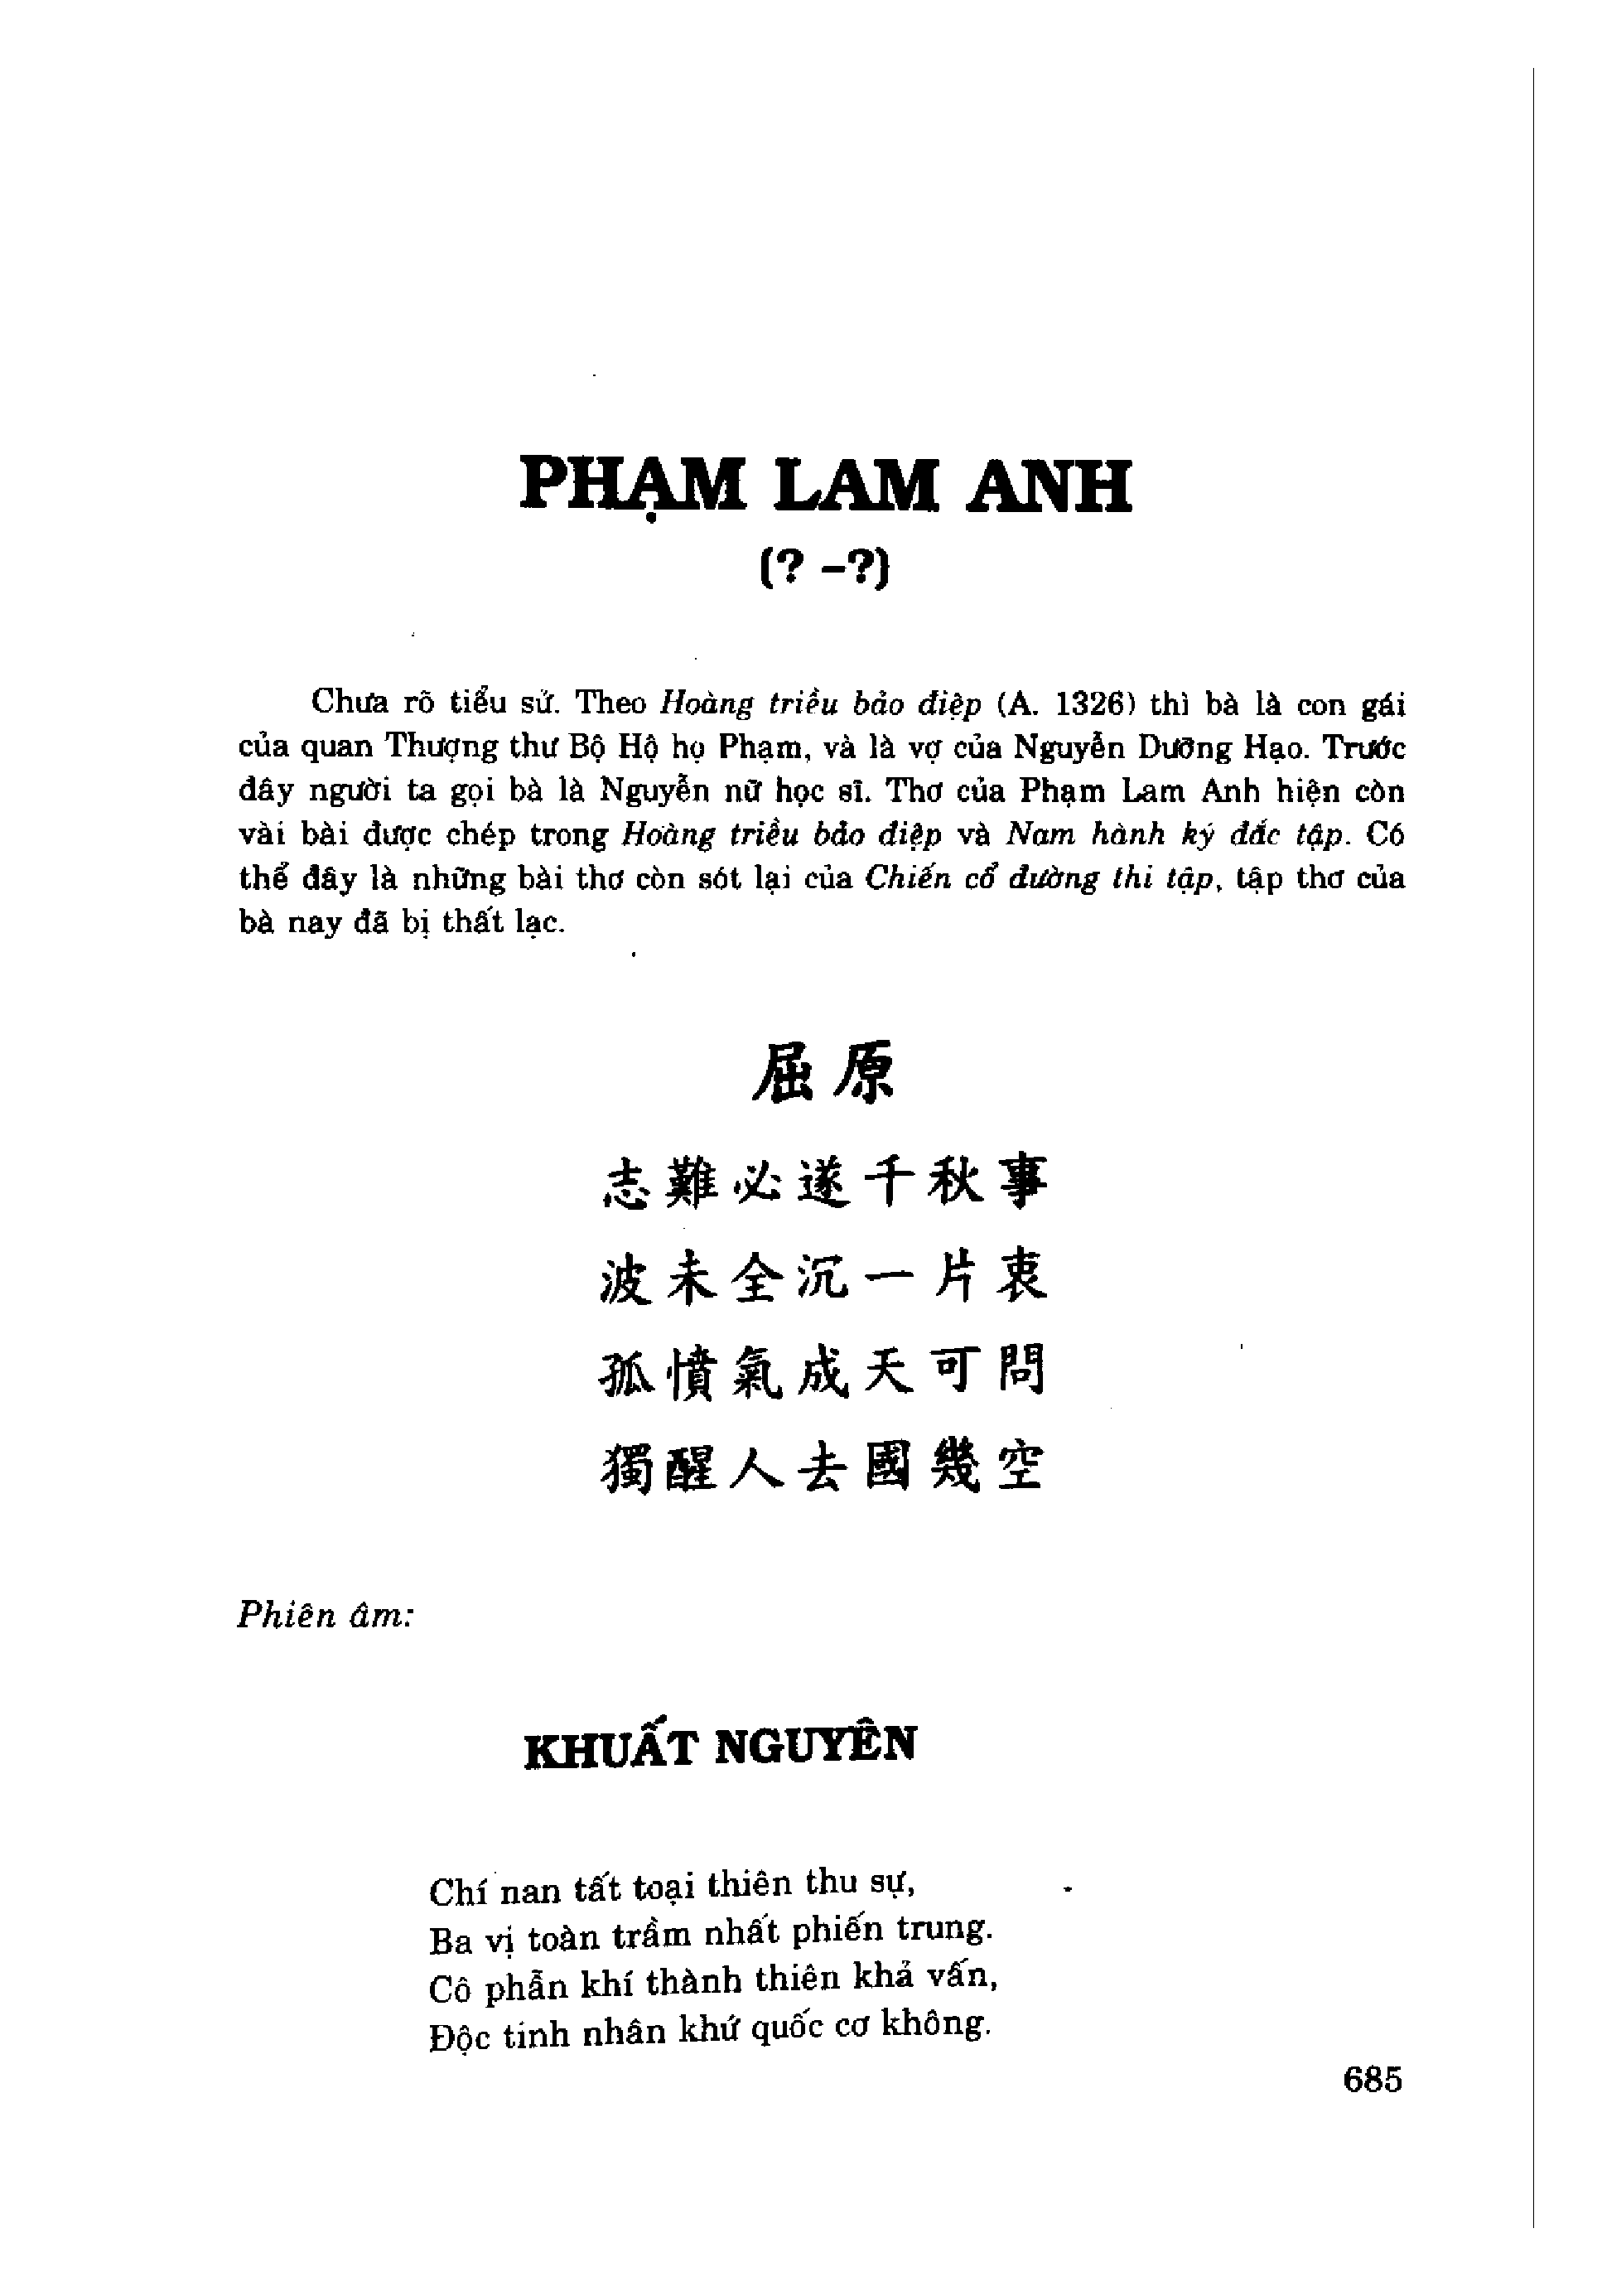 PHẠM LAM ANH
(? –?)
Chưa rõ tiểu sử. Theo Hoàng triều bảo điệp (A. 1326) thì bà là con gái
của quan Thượng thư Bộ Hộ họ Phạm, và là vợ của Nguyễn Dưỡng Hạo. Trước
đây người ta gọi bà là Nguyễn nữ học sĩ. Thơ của Phạm Lam Anh hiện còn
vài bài được chép trong Hoàng triều bảo điệp và Nam hành ký đắc tập. Có
thể đây là những bài thơ còn sót lại của Chiến cổ đường thi tập, tập thơ của
bà nay đã bị thất lạc.
屈原
志難必遂千秋事
波未全沉一片衷
孤憤氣成天可問
獨醒人去國幾空
Phiên âm:
KHUẤT NGUYÊN
Chí nan tất toại thiên thu sự,
Ba vị toàn trầm nhất phiến trung.
Cô phẫn khí thành thiên khả vấn,
Độc tỉnh nhân khứ quốc cơ không.
685